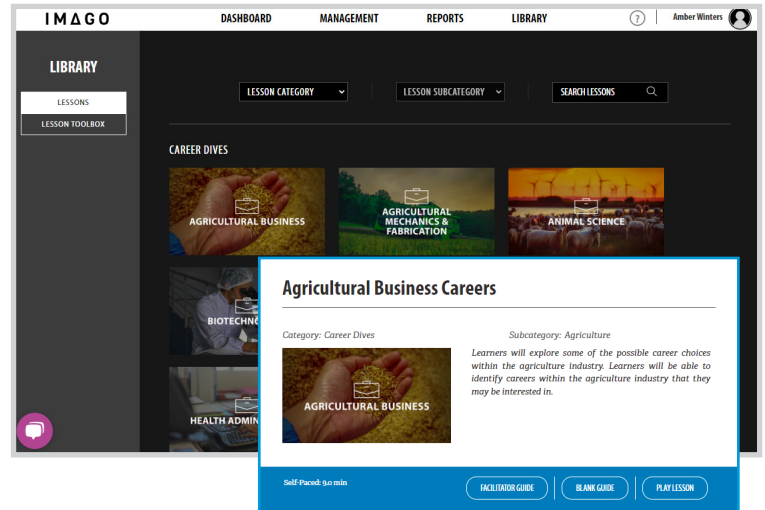 IMAGO
DASHBOARD
MANAGEMENT
REPORTS
LIBRARY
?
Amber Winters
LIBRARY
LESSONS
LESSON TOOLBOX
LESSON CATEGORY
LESSON SUBCATEGORY
SEARCH LESSONS
CAREER DIVES
AGRICULTURAL BUSINESS
AGRICULTURAL
MECHANICS &
FABRICATION
ANIMAL SCIENCE
Agricultural Business Careers
Category: Career Dives
Subcategory: Agriculture
AGRICULTURAL BUSINESS
Learners will explore some of the possible career choices
within the agriculture industry. Learners will be able to
identify careers within the agriculture industry that they
may be interested in.
Self-Paced: 9.0 min
FACILITATOR GUIDE
BLANK GUIDE
PLAY LESSON